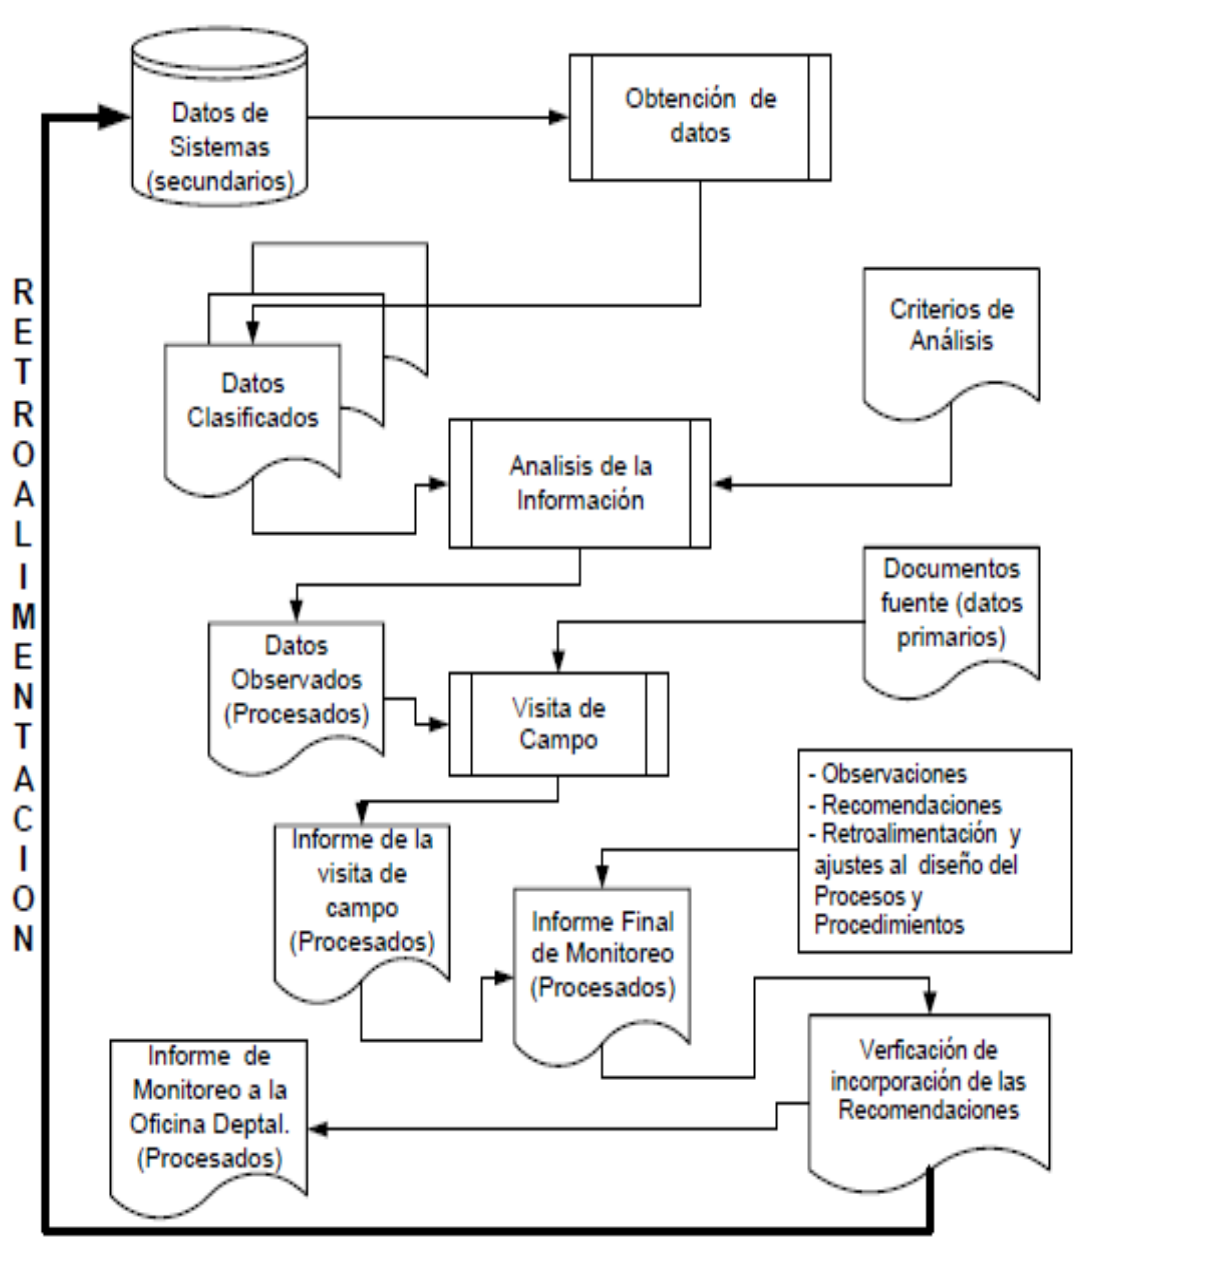 Datos de
Sistemas
(secundarios)
Obtención de
datos
RETROALIMENTACION
Criterios de
Análisis
Datos
Clasificados
Analisis de la
Información
Documentos
fuente (datos
primarios)
Datos
Observados
(Procesados)
Visita de
Campo
- Observaciones
- Recomendaciones
- Retroalimentación y
ajustes al diseño del
Procesos y
Procedimientos
Informe de la
visita de
campo
(Procesados)
Informe Final
de Monitoreo
(Procesados)
Verficación de
incorporación de las
Recomendaciones
Informe de
Monitoreo a la
Oficina Deptal.
(Procesados)